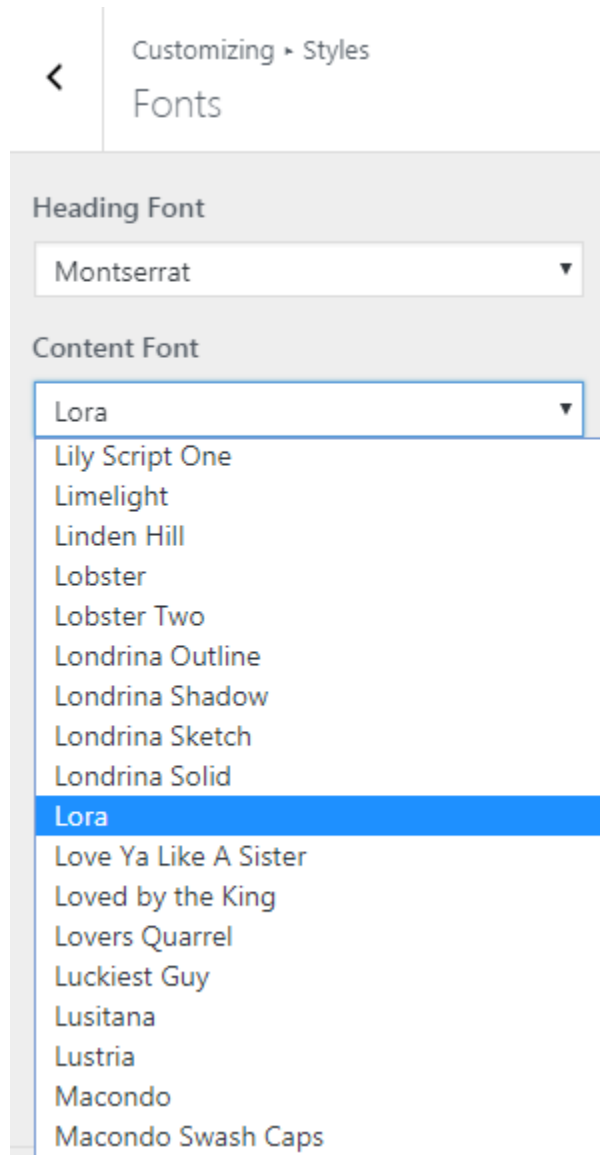 Customizing ▸ Styles
Fonts
Heading Font
Montserrat
Content Font
Lora
Lily Script One
Limelight
Linden Hill
Lobster
Lobster Two
Londrina Outline
Londrina Shadow
Londrina Sketch
Londrina Solid
Lora
Love Ya Like A Sister
Loved by the King
Lovers Quarrel
Luckiest Guy
Lusitana
Lustria
Macondo
Macondo Swash Caps